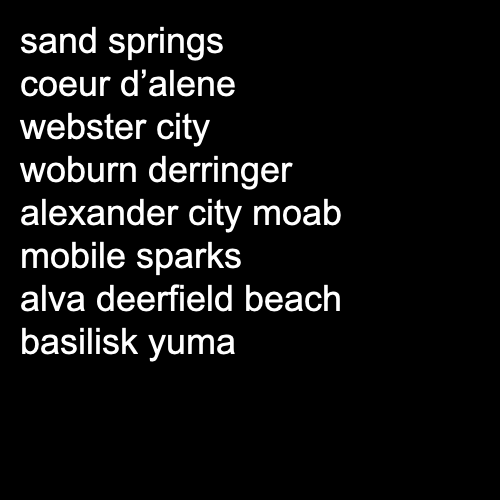 sand springs
coeur d’alene
webster city
woburn derringer
alexander city moab
mobile sparks
alva deerfield beach
basilisk yuma